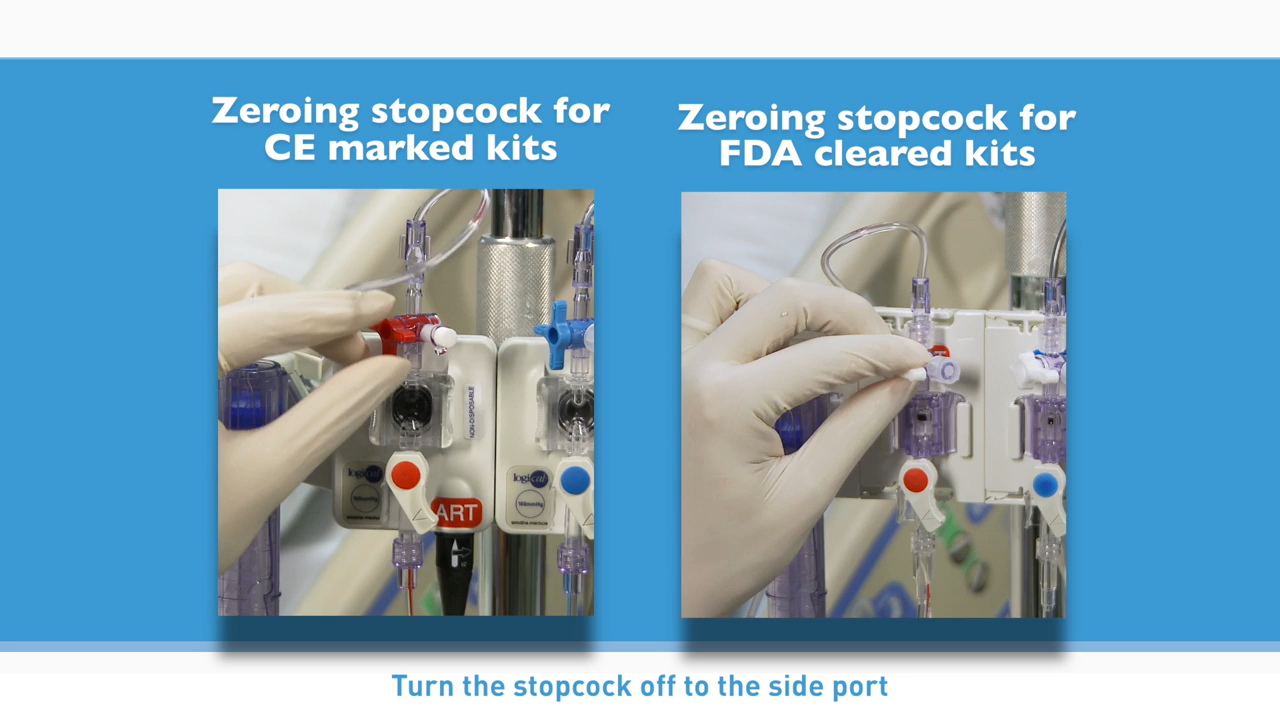 Zeroing stopcock for
CE marked kits
Zeroing stopcock for
FDA cleared kits
NON-DISPOSABLE
logical
logical
ART
Turn the stopcock off to the side port